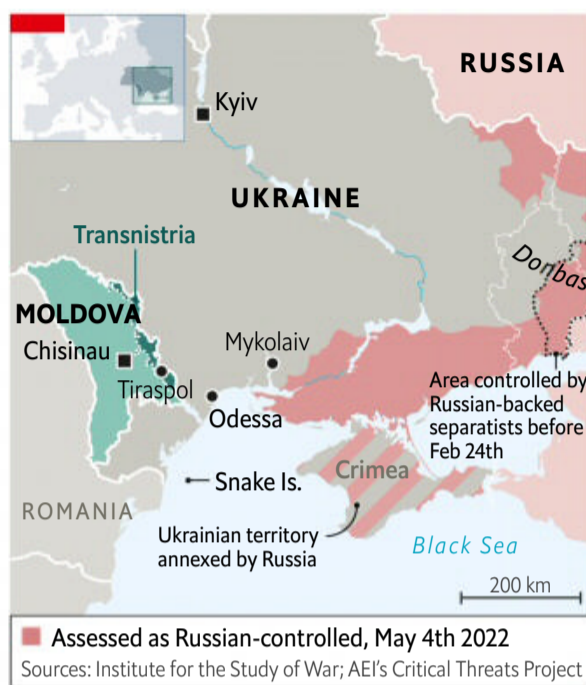 RUSSIA
Kyiv
UKRAINE
Transnistria
Donbas
MOLDOVA
Chisinau
Mykolaiv
Tiraspol
Odessa
Area controlled by
Russian-backed
separatists before
Feb 24th
Crimea
Snake Is.
ROMANIA
Ukrainian territory
annexed by Russia
Black Sea
200 km
Assessed as Russian-controlled, May 4th 2022
Sources: Institute for the Study of War; AEI's Critical Threats Project